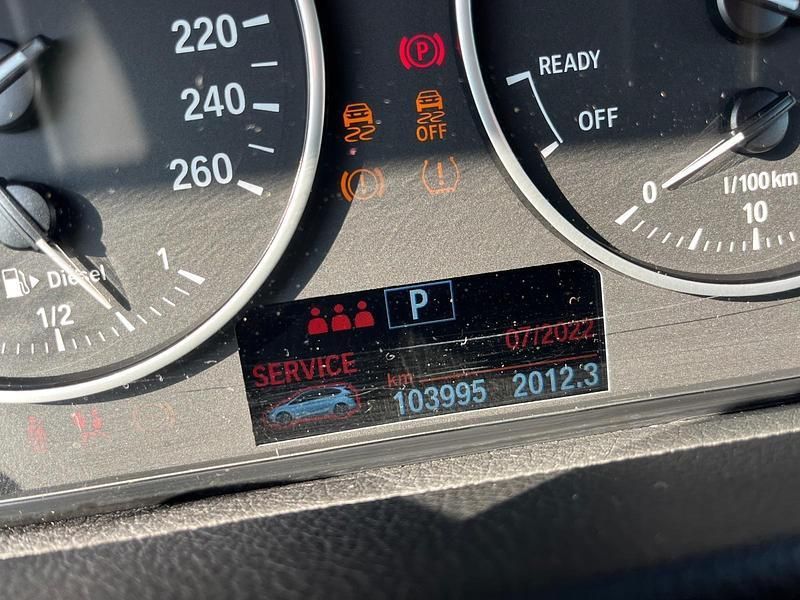 220
240
260
P
OFF
READY
OFF
0
l/100km
10
Diesel
1
1/2
P
07/2022
SERVICE
km
103995 2012.3